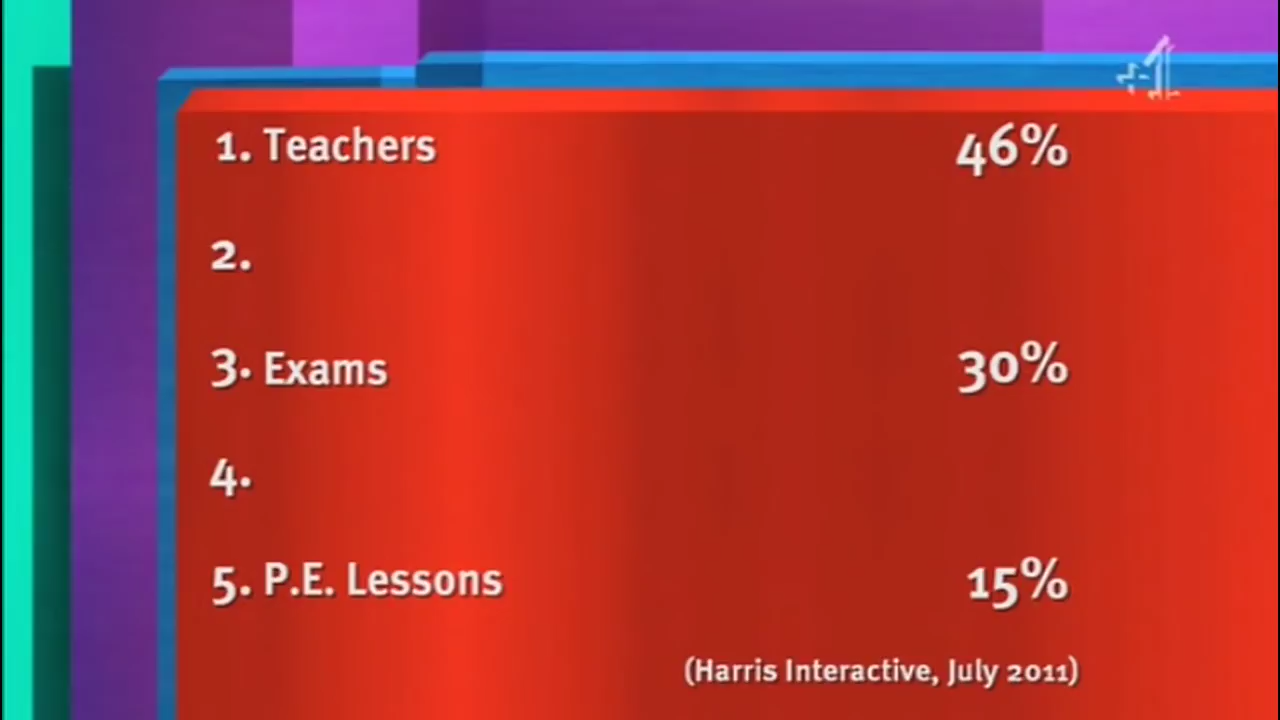 1. Teachers 46%
2.
3. Exams 30%
4.
5. P.E. Lessons 15%
(Harris Interactive, July 2011)